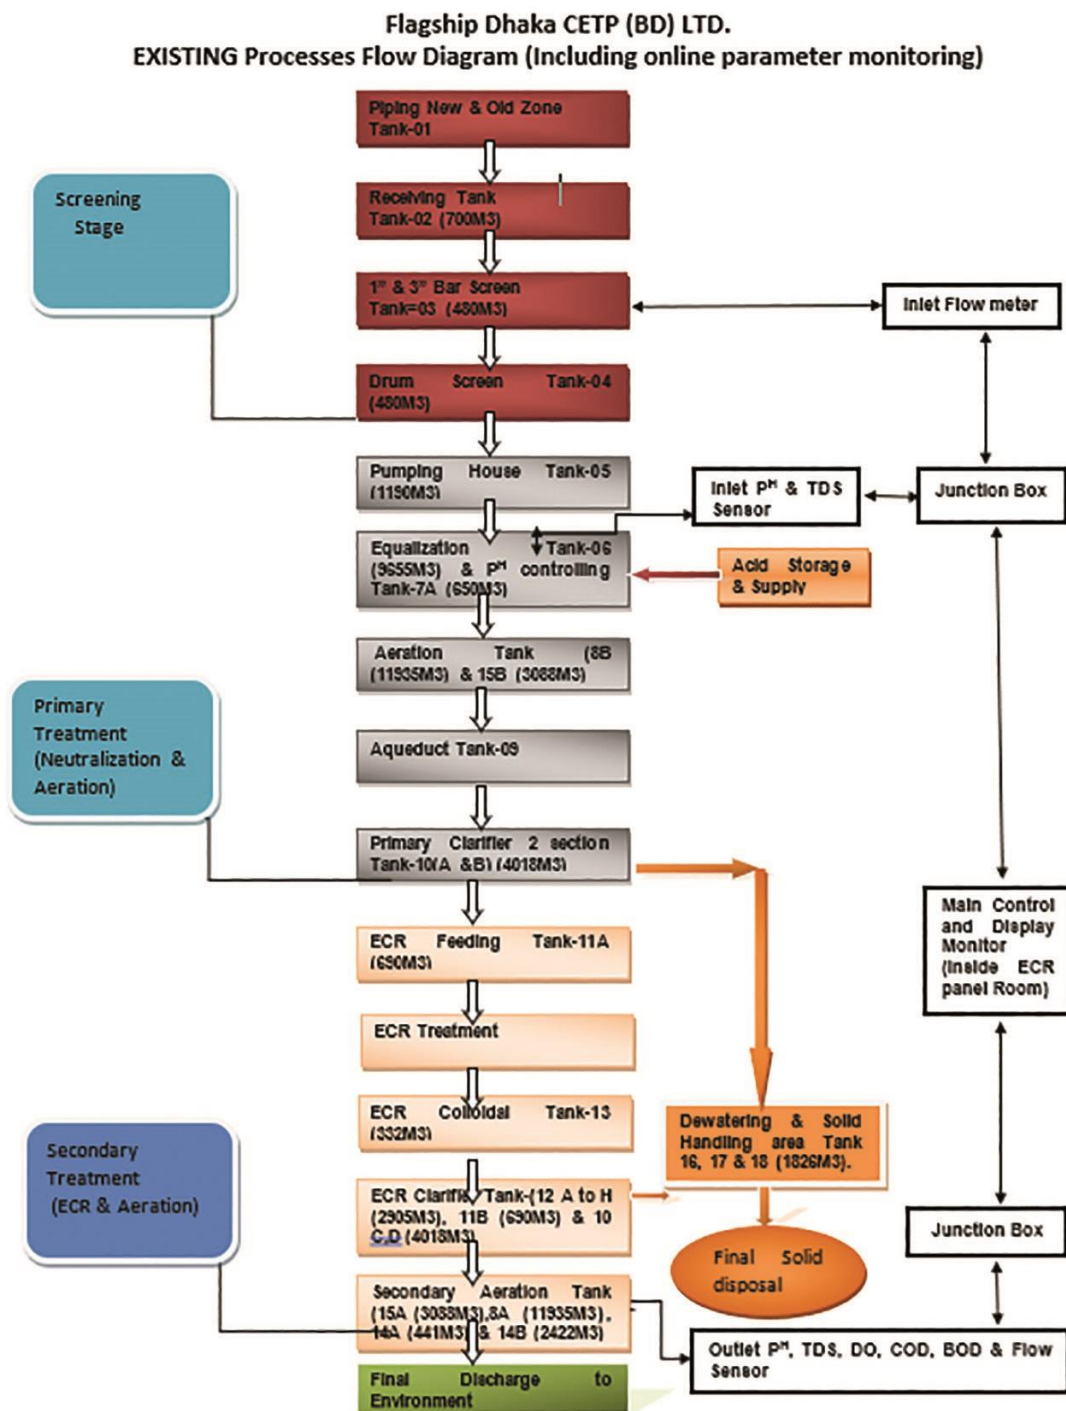 Flagship Dhaka CETP (BD) LTD.
EXISTING Processes Flow Diagram (Including online parameter monitoring)
Piping New & Old Zone
Tank-01
Screening
Stage
Receiving Tank
Tank-02 (700M3)
1" & 3" Bar Screen
Tank=03 (480M3)
Inlet Flow meter
Drum Screen Tank-04
(480M3)
Pumping House Tank-05
(1190M3)
Inlet Pᴴ & TDS
Sensor
Junction Box
Equalization Tank-06
(9655M3) & Pᴴ controlling
Tank-7A (650M3)
Acid Storage
& Supply
Aeration Tank (8B
(11935M3) & 15B (3088M3)
Primary
Treatment
(Neutralization &
Aeration)
Aqueduct Tank-09
Primary Clarifier 2 section
Tank-10(A &B) (4018M3)
Main Control
and Display
Monitor
(Inside ECR
panel Room)
ECR Feeding Tank-11A
(690M3)
ECR Treatment
ECR Colloidal Tank-13
(332M3)
Dewatering & Solid
Handling area Tank
16, 17 & 18 (1826M3).
Secondary
Treatment
(ECR & Aeration)
ECR Clarifier Tank-(12 A to H
(2905M3), 11B (690M3) & 10
C,D (4018M3)
Junction Box
Final Solid
disposal
Secondary Aeration Tank
(15A (3088M3),8A (11935M3),
14A (441M3) & 14B (2422M3)
Outlet Pᴴ, TDS, DO, COD, BOD & Flow
Sensor
Final Discharge to
Environment